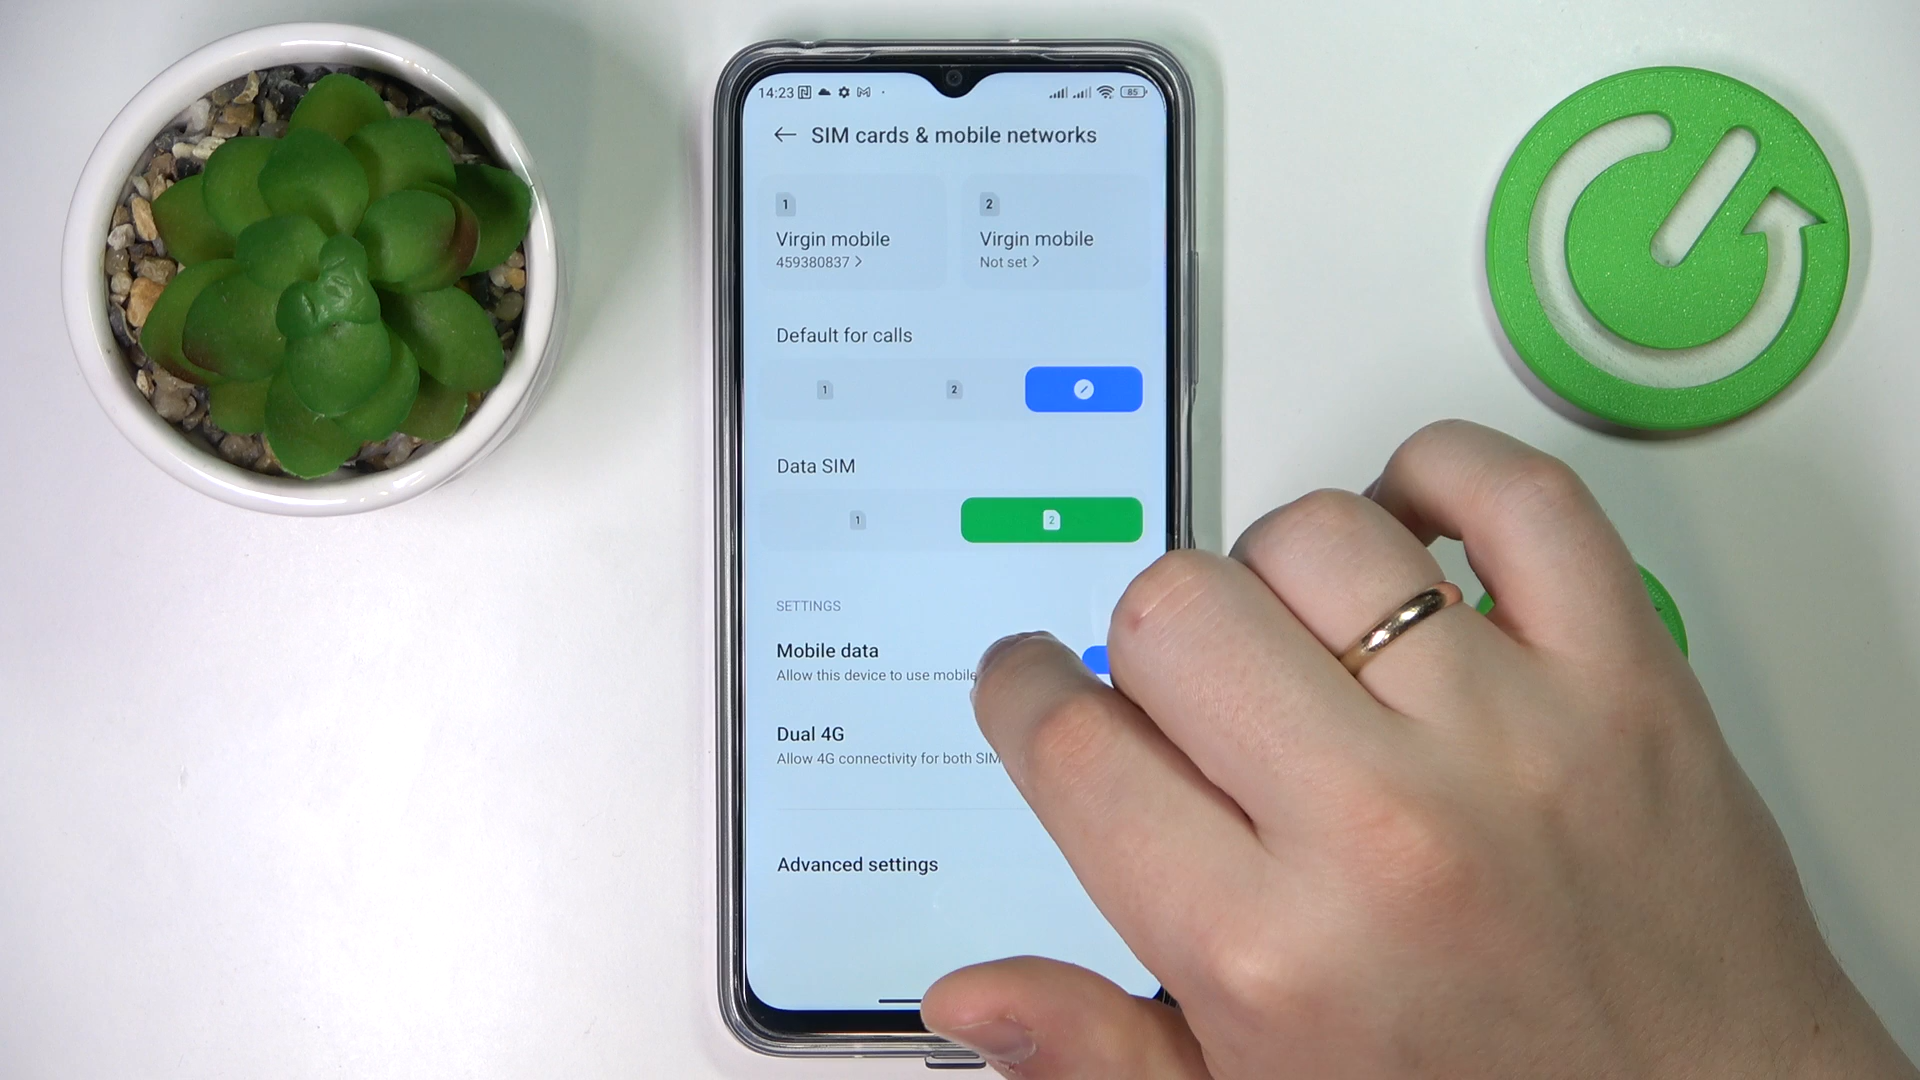 14:23
85
SIM cards & mobile networks
1
Virgin mobile
459380837
2
Virgin mobile
Not set
Default for calls
1 2
Data SIM
1 2
SETTINGS
Mobile data
Allow this device to use mobile
Dual 4G
Allow 4G connectivity for both SIM
Advanced settings